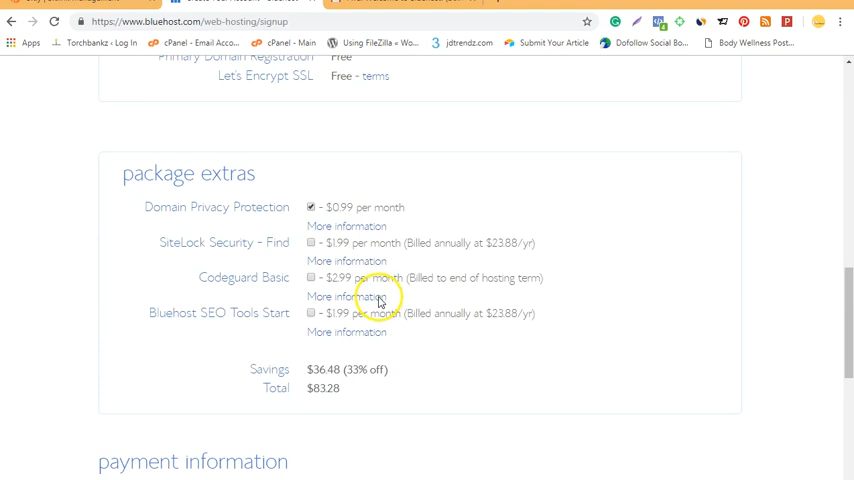 https://www.bluehost.com/web-hosting/signup
Apps Torchbankz ‹ Log In cPanel - Email Acco... cPanel - Main Using FileZilla « Wo... jdtrendz.com Submit Your Article Dofollow Social Bo... Body Wellness Post...
Primary Domain Registration Free
Let's Encrypt SSL Free - terms
package extras
Domain Privacy Protection - $0.99 per month
More information
SiteLock Security - Find - $1.99 per month (Billed annually at $23.88/yr)
More information
Codeguard Basic - $2.99 per month (Billed to end of hosting term)
More information
Bluehost SEO Tools Start - $1.99 per month (Billed annually at $23.88/yr)
More information
Savings $36.48 (33% off)
Total $83.28
payment information